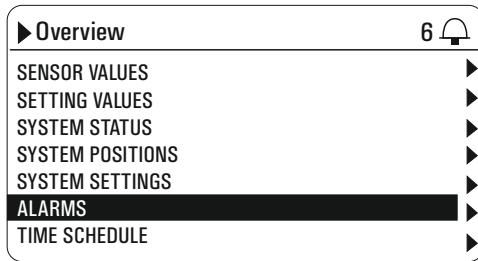 Overview 6
SENSOR VALUES
SETTING VALUES
SYSTEM STATUS
SYSTEM POSITIONS
SYSTEM SETTINGS
ALARMS
TIME SCHEDULE